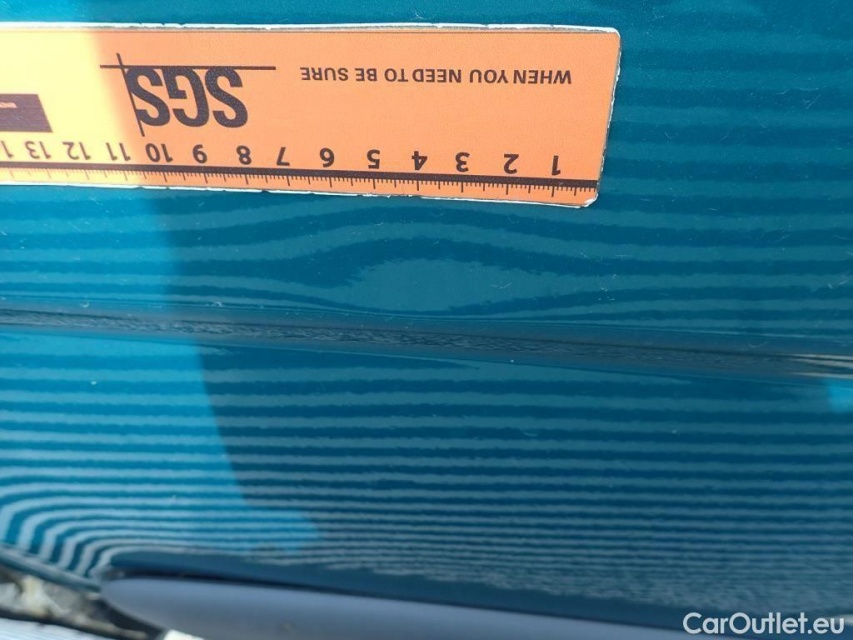 WHEN YOU NEED TO BE SURE
SGS
1 2 3 4 5 6 7 8 9 10 11 12 13
CarOutlet.eu